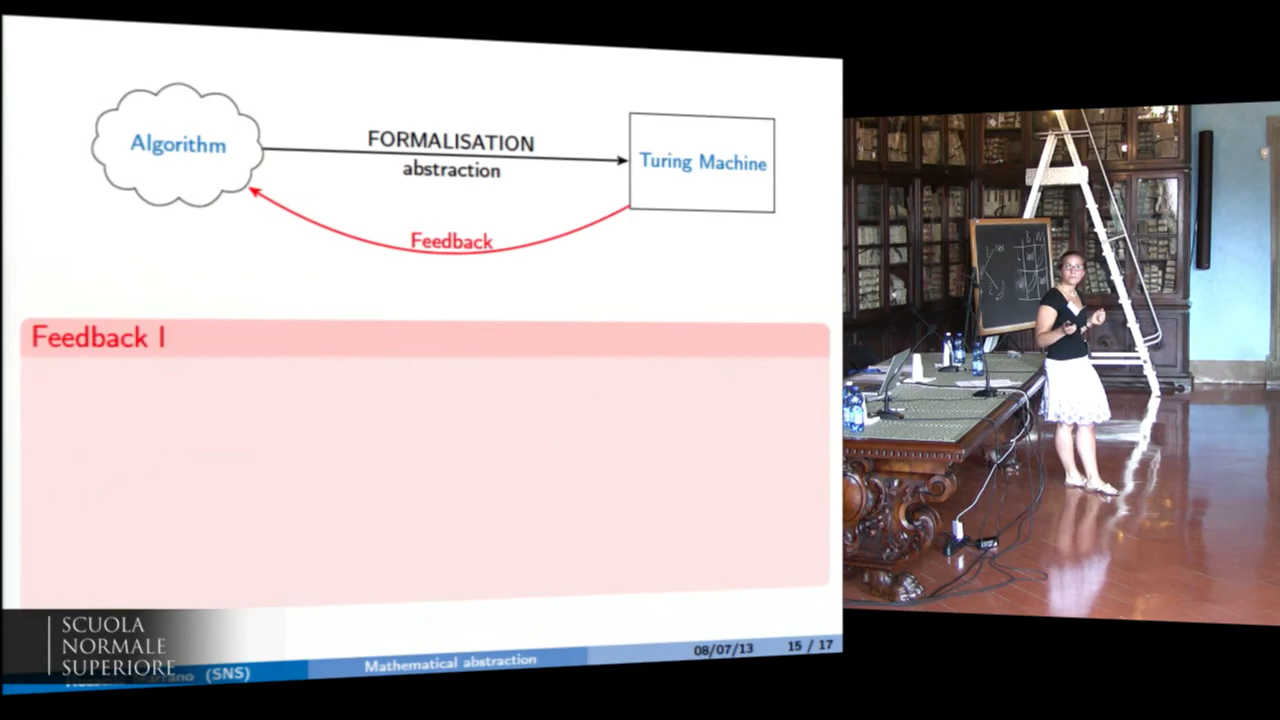 Algorithm
FORMALISATION
abstraction
Turing Machine
Feedback
Feedback I
SCUOLA
NORMALE
SUPERIORE
(SNS)
Mathematical abstraction
08/07/13
15 / 17